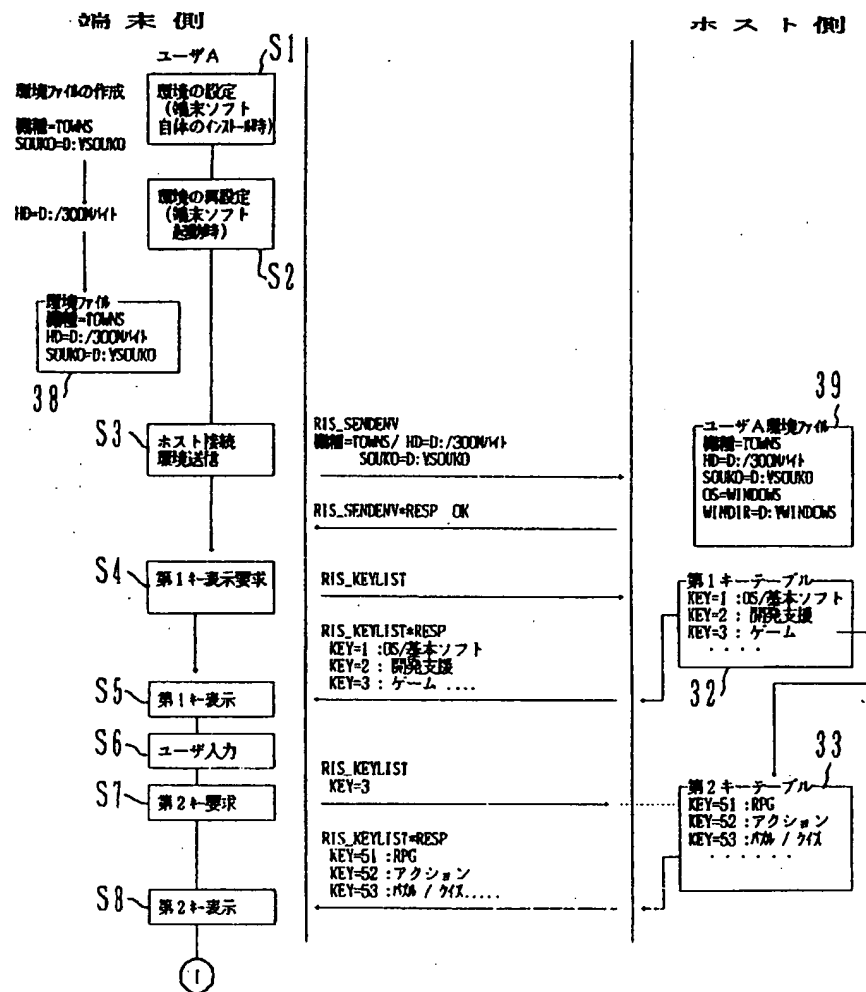 端末側
ホスト側
ユーザA
S1
環境ファイルの作成
機種=TOWNS
SOUKO=D:¥SOUKO
HD=D:/300Mバイト
環境の設定
(端末ソフト
自体のインストール時)
環境の再設定
(端末ソフト
起動時)
S2
環境ファイル
機種=TOWNS
HD=D:/300Mバイト
SOUKO=D:¥SOUKO
38
S3
ホスト接続
環境送信
RIS_SENDENV
機種=TOWNS/ HD=D:/300Mバイト
SOUKO=D:¥SOUKO
RIS_SENDENV*RESP OK
39
ユーザA環境ファイル
機種=TOWNS
HD=D:/300Mバイト
SOUKO=D:¥SOUKO
OS=WINDOWS
WINDIR=D:¥WINDOWS
S4
第1キー表示要求
RIS_KEYLIST
第1キーテーブル
KEY=1 :OS/基本ソフト
KEY=2 : 開発支援
KEY=3 : ゲーム
・・・・
32
RIS_KEYLIST*RESP
KEY=1 :OS/基本ソフト
KEY=2 : 開発支援
KEY=3 : ゲーム ....
S5
第1キー表示
S6
ユーザ入力
S7
第2キー要求
RIS_KEYLIST
KEY=3
33
第2キーテーブル
KEY=51 :RPG
KEY=52 :アクション
KEY=53 :パズル / クイズ
・・・・・・
RIS_KEYLIST*RESP
KEY=51 :RPG
KEY=52 :アクション
KEY=53 :パズル / クイズ.....
S8
第2キー表示
1